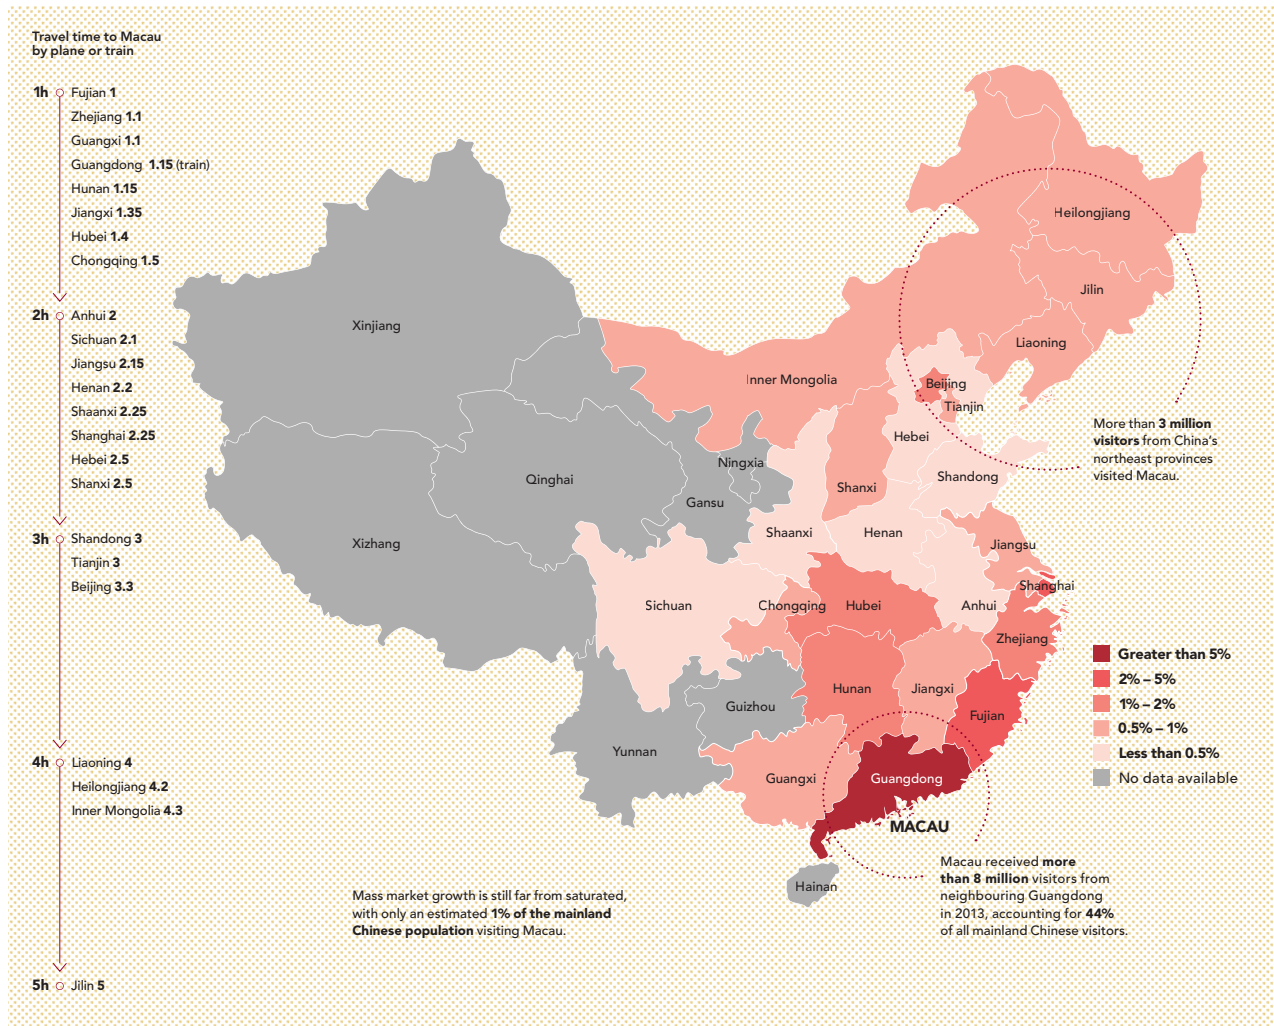 Travel time to Macau
by plane or train
1h
Fujian 1
Zhejiang 1.1
Guangxi 1.1
Guangdong 1.15 (train)
Hunan 1.15
Jiangxi 1.35
Hubei 1.4
Chongqing 1.5
2h
Anhui 2
Sichuan 2.1
Jiangsu 2.15
Henan 2.2
Shaanxi 2.25
Shanghai 2.25
Hebei 2.5
Shanxi 2.5
3h
Shandong 3
Tianjin 3
Beijing 3.3
4h
Liaoning 4
Heilongjiang 4.2
Inner Mongolia 4.3
5h
Jilin 5
Heilongjiang
Jilin
Liaoning
Xinjiang
Inner Mongolia
Beijing
Tianjin
Hebei
Ningxia
Qinghai
Gansu
Shanxi
Shandong
Xizhang
Shaanxi
Henan
Jiangsu
Shanghai
Sichuan
Chongqing
Hubei
Anhui
Zhejiang
Hunan
Jiangxi
Guizhou
Fujian
Yunnan
Guangxi
Guangdong
MACAU
Hainan
More than 3 million
visitors from China's
northeast provinces
visited Macau.
Greater than 5%
2% – 5%
1% – 2%
0.5% – 1%
Less than 0.5%
No data available
Macau received more
than 8 million visitors from
neighbouring Guangdong
in 2013, accounting for 44%
of all mainland Chinese visitors.
Mass market growth is still far from saturated,
with only an estimated 1% of the mainland
Chinese population visiting Macau.